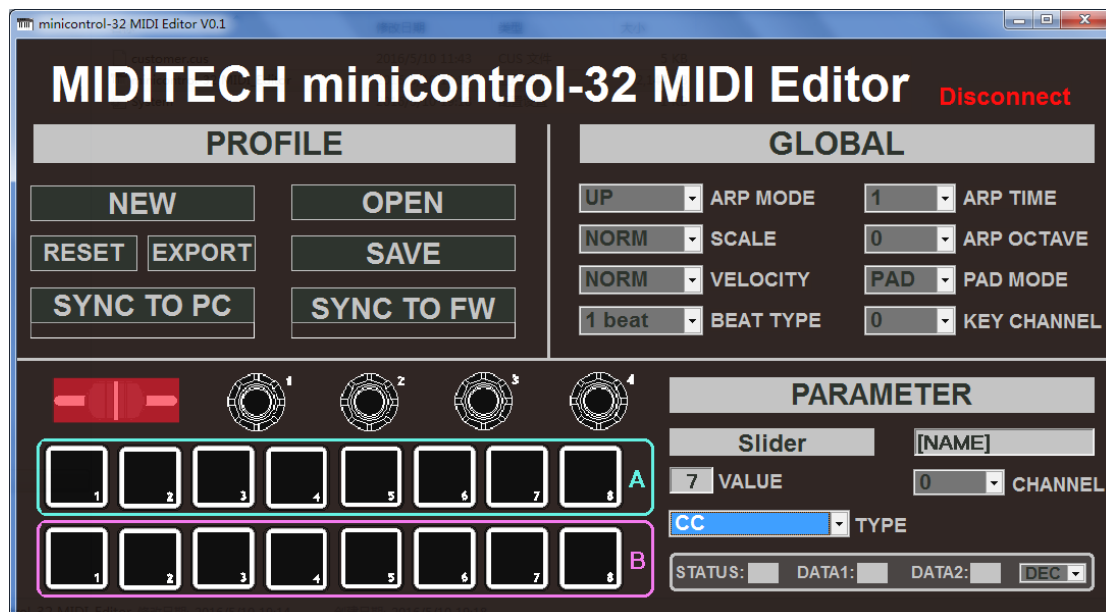 minicontrol-32 MIDI Editor V0.1
MIDITECH minicontrol-32 MIDI Editor
Disconnect
PROFILE
NEW
OPEN
RESET
EXPORT
SAVE
SYNC TO PC
SYNC TO FW
GLOBAL
UP ARP MODE
1 ARP TIME
NORM SCALE
0 ARP OCTAVE
NORM VELOCITY
PAD PAD MODE
1 beat BEAT TYPE
0 KEY CHANNEL
1 2 3 4
1 2 3 4 5 6 7 8 A
1 2 3 4 5 6 7 8 B
PARAMETER
Slider
[NAME]
7 VALUE
0 CHANNEL
CC TYPE
STATUS: DATA1: DATA2: DEC